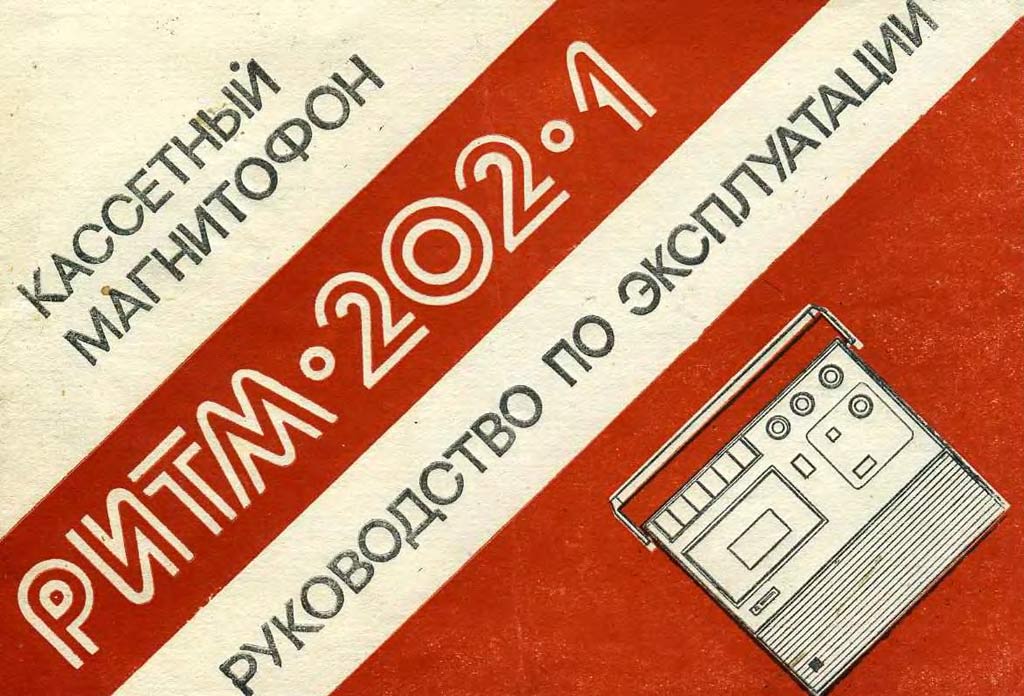 КАССЕТНЫЙ
МАГНИТОФОН
РИТМ·202·1
РУКОВОДСТВО ПО ЭКСПЛУАТАЦИИ